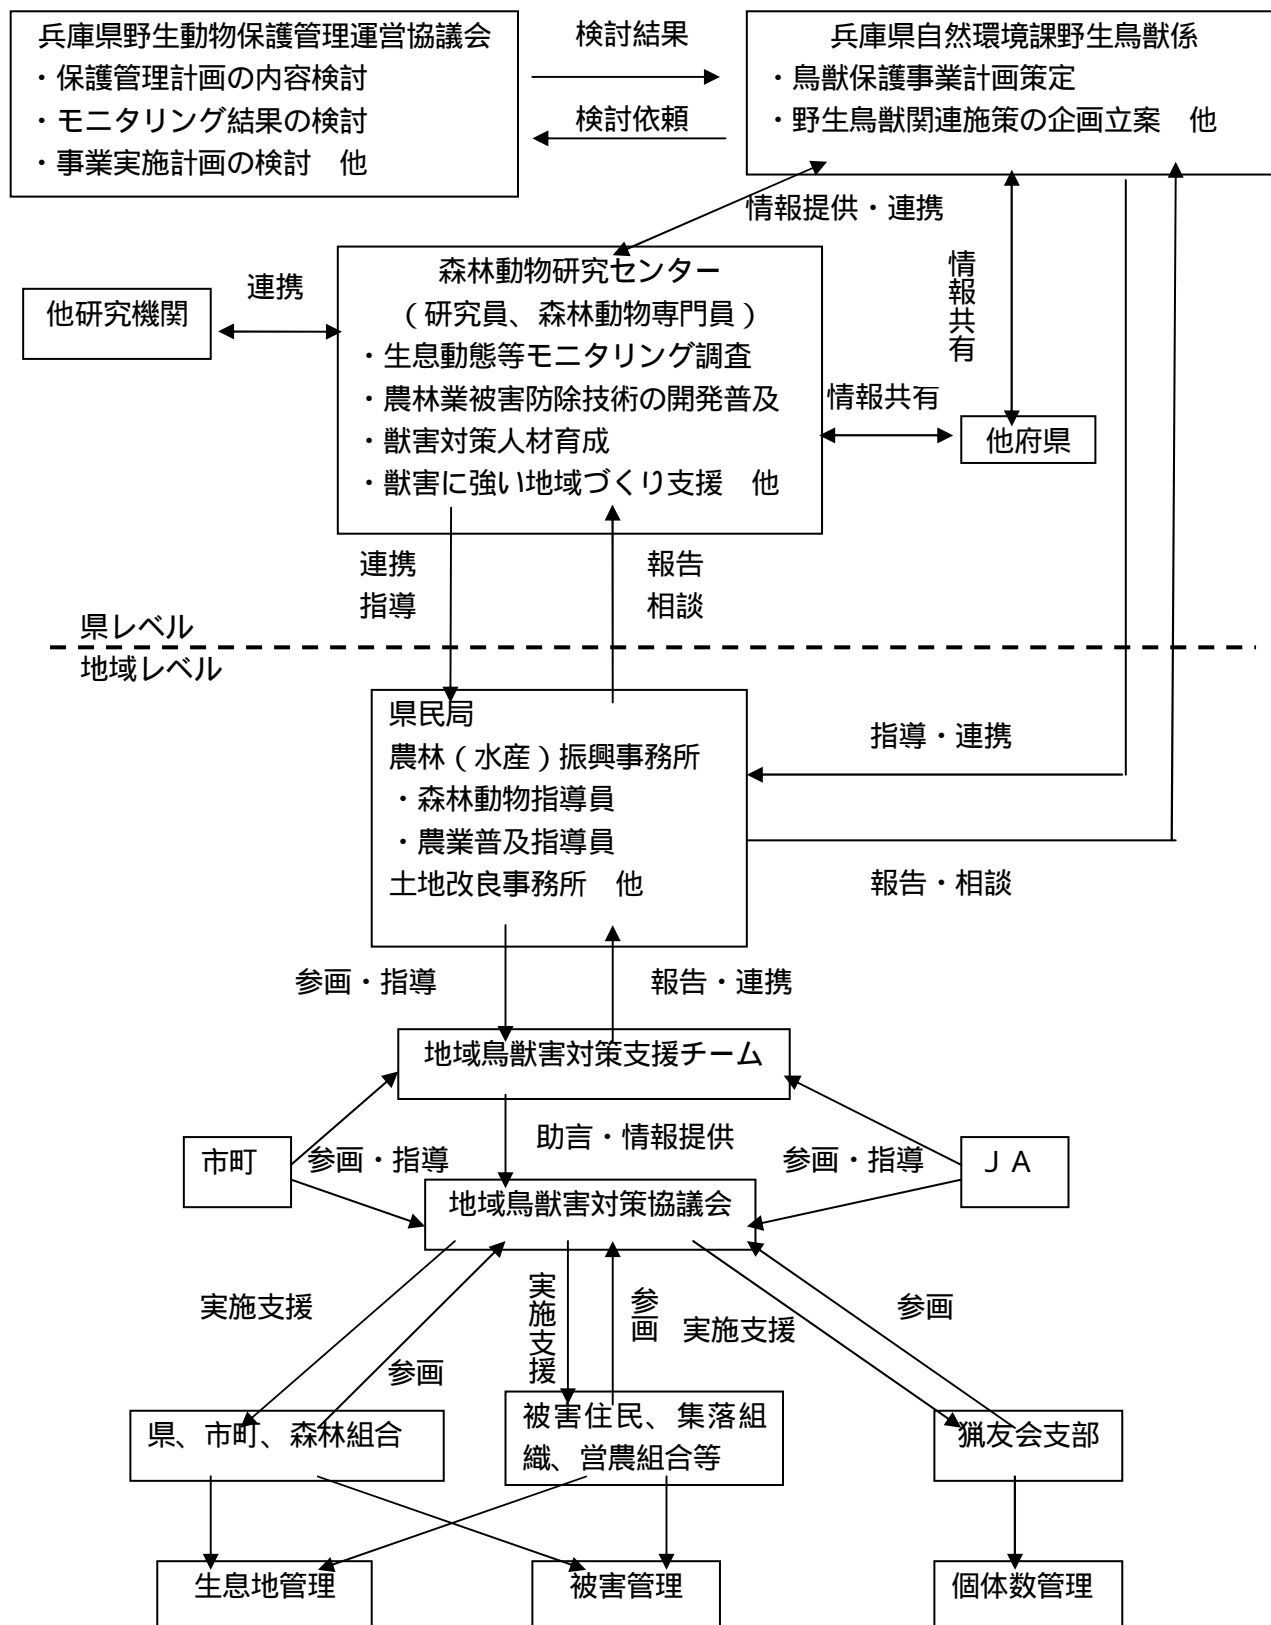 兵庫県野生動物保護管理運営協議会
・保護管理計画の内容検討
・モニタリング結果の検討
・事業実施計画の検討　他
検討結果
検討依頼
兵庫県自然環境課野生鳥獣係
・鳥獣保護事業計画策定
・野生鳥獣関連施策の企画立案　他
情報提供・連携
森林動物研究センター
（研究員、森林動物専門員）
・生息動態等モニタリング調査
・農林業被害防除技術の開発普及
・獣害対策人材育成
・獣害に強い地域づくり支援　他
連携
他研究機関
情報共有
情報共有
他府県
連携
指導
報告
相談
県レベル
地域レベル
県民局
農林（水産）振興事務所
・森林動物指導員
・農業普及指導員
土地改良事務所　他
指導・連携
報告・相談
参画・指導
報告・連携
地域鳥獣害対策支援チーム
市町
参画・指導
助言・情報提供
参画・指導
ＪＡ
地域鳥獣害対策協議会
実施支援
参画
実施支援
参画
実施支援
参画
県、市町、森林組合
被害住民、集落組
織、営農組合等
猟友会支部
生息地管理
被害管理
個体数管理